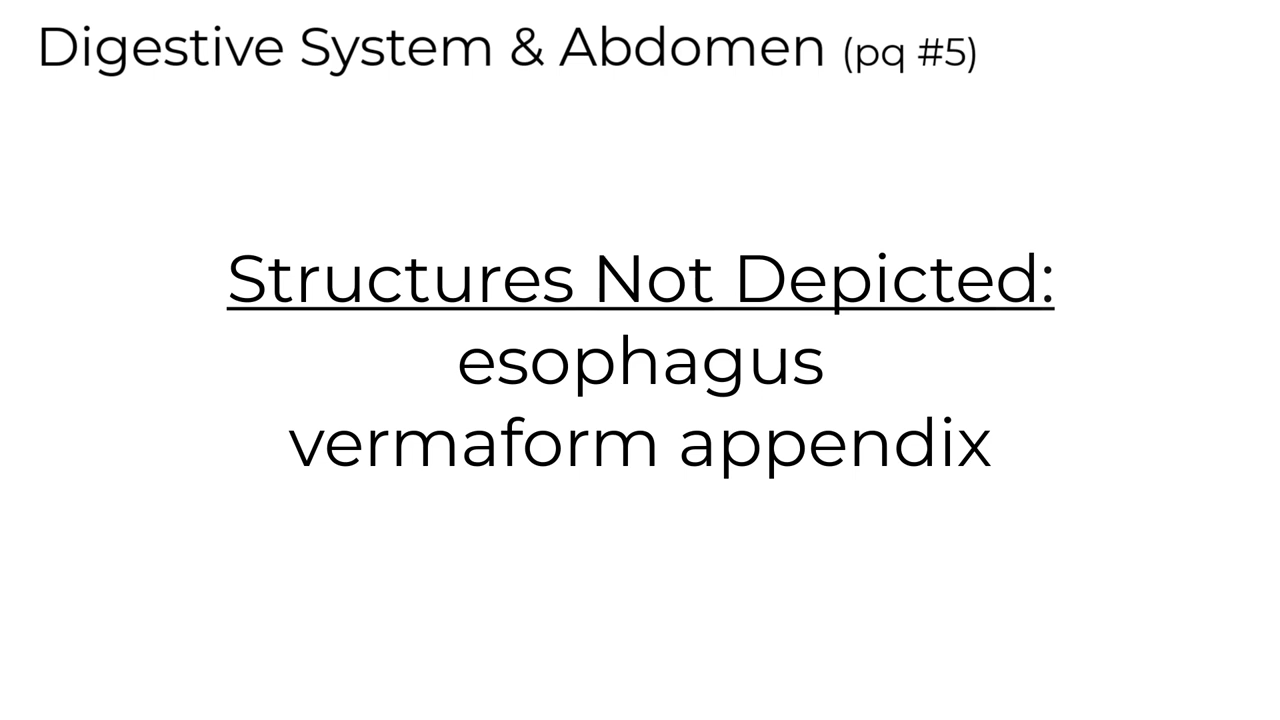 Digestive System & Abdomen (pq #5)
Structures Not Depicted:
esophagus
vermaform appendix